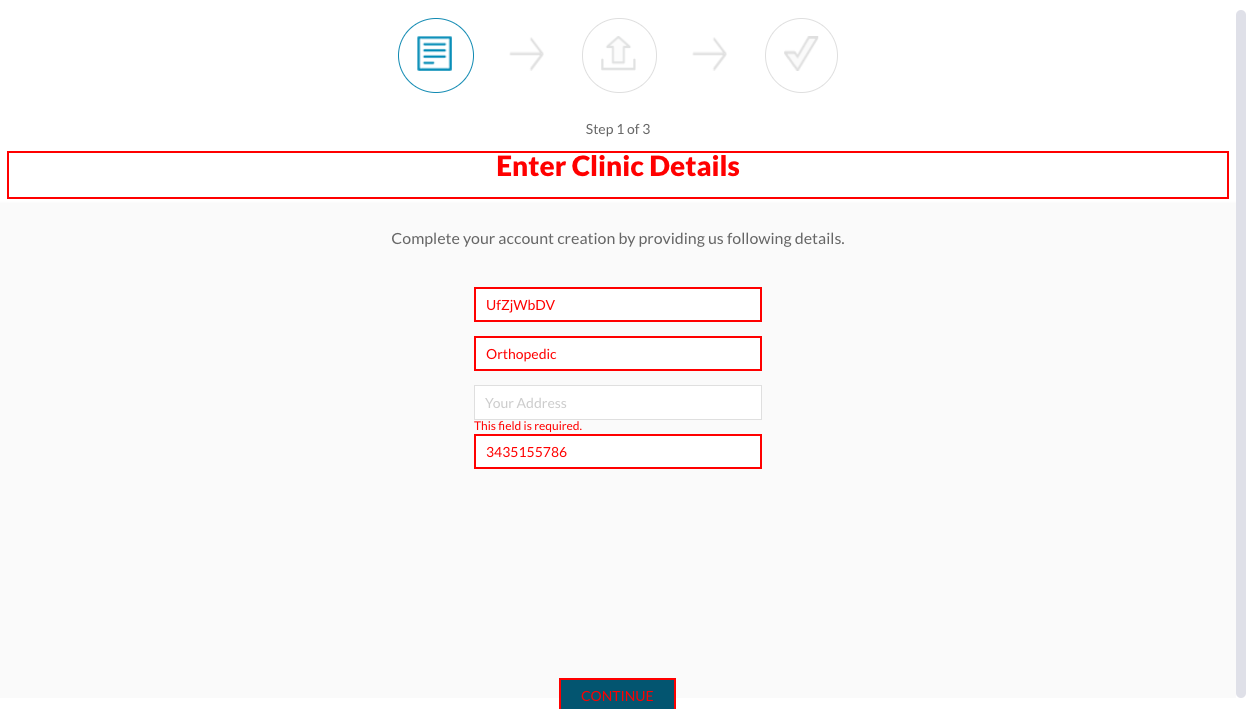 Step 1 of 3
Enter Clinic Details
Complete your account creation by providing us following details.
UfZjWbDV
Orthopedic
Your Address
This field is required.
3435155786
CONTINUE